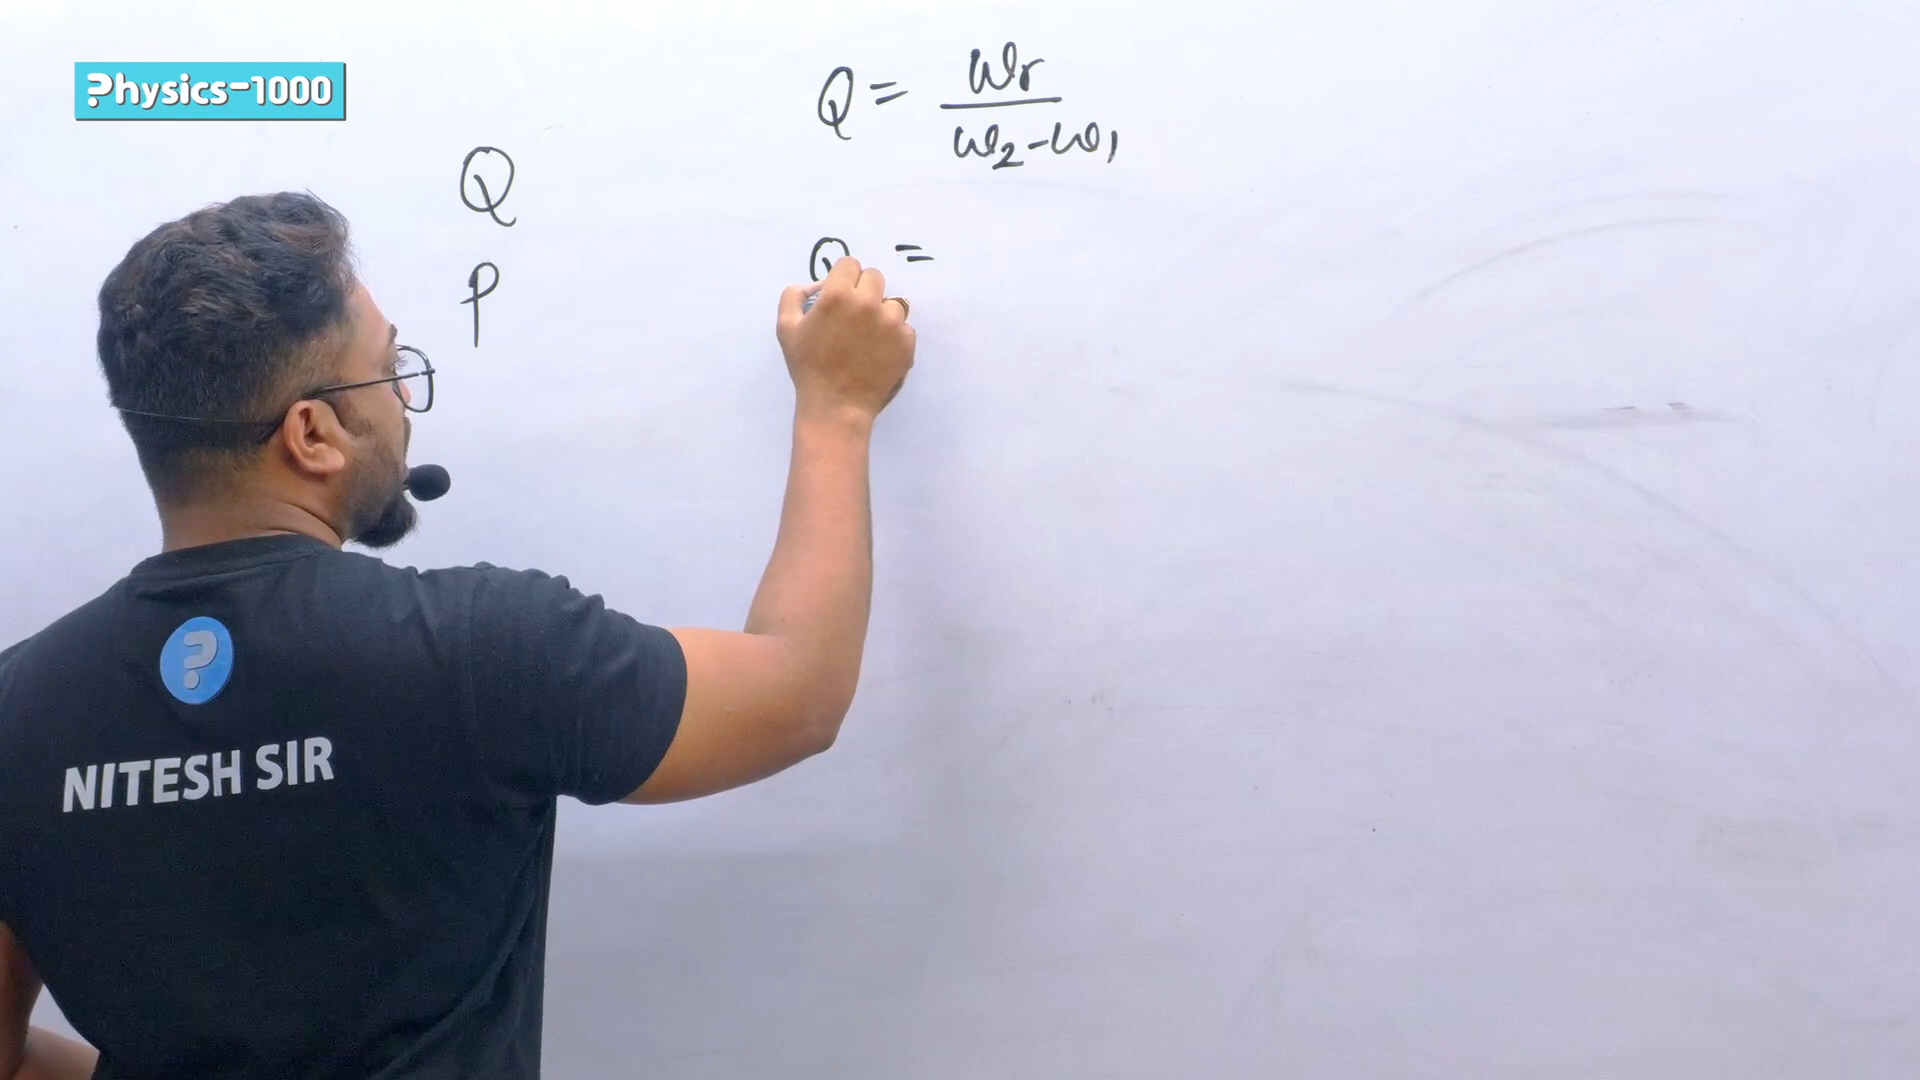 Physics-1000
Q = ωr / ω2-ω1
Q
P
Q =
NITESH SIR